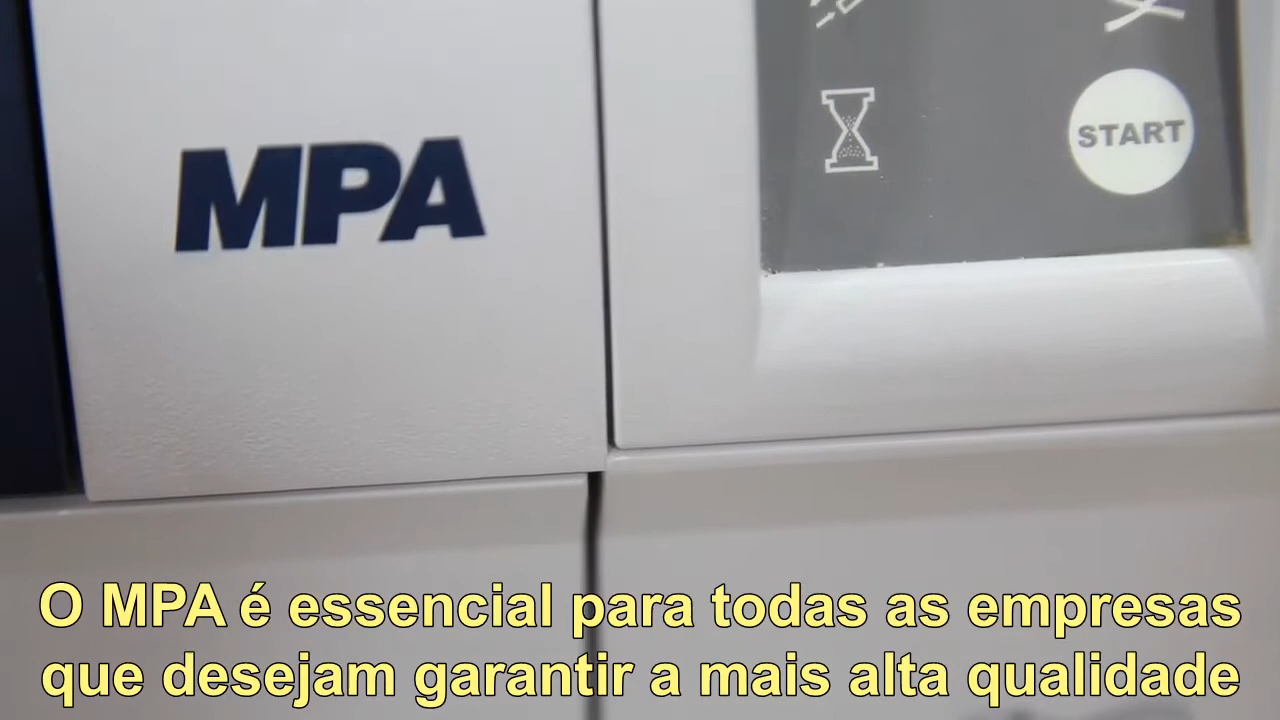 MPA
START
O MPA é essencial para todas as empresas
que desejam garantir a mais alta qualidade